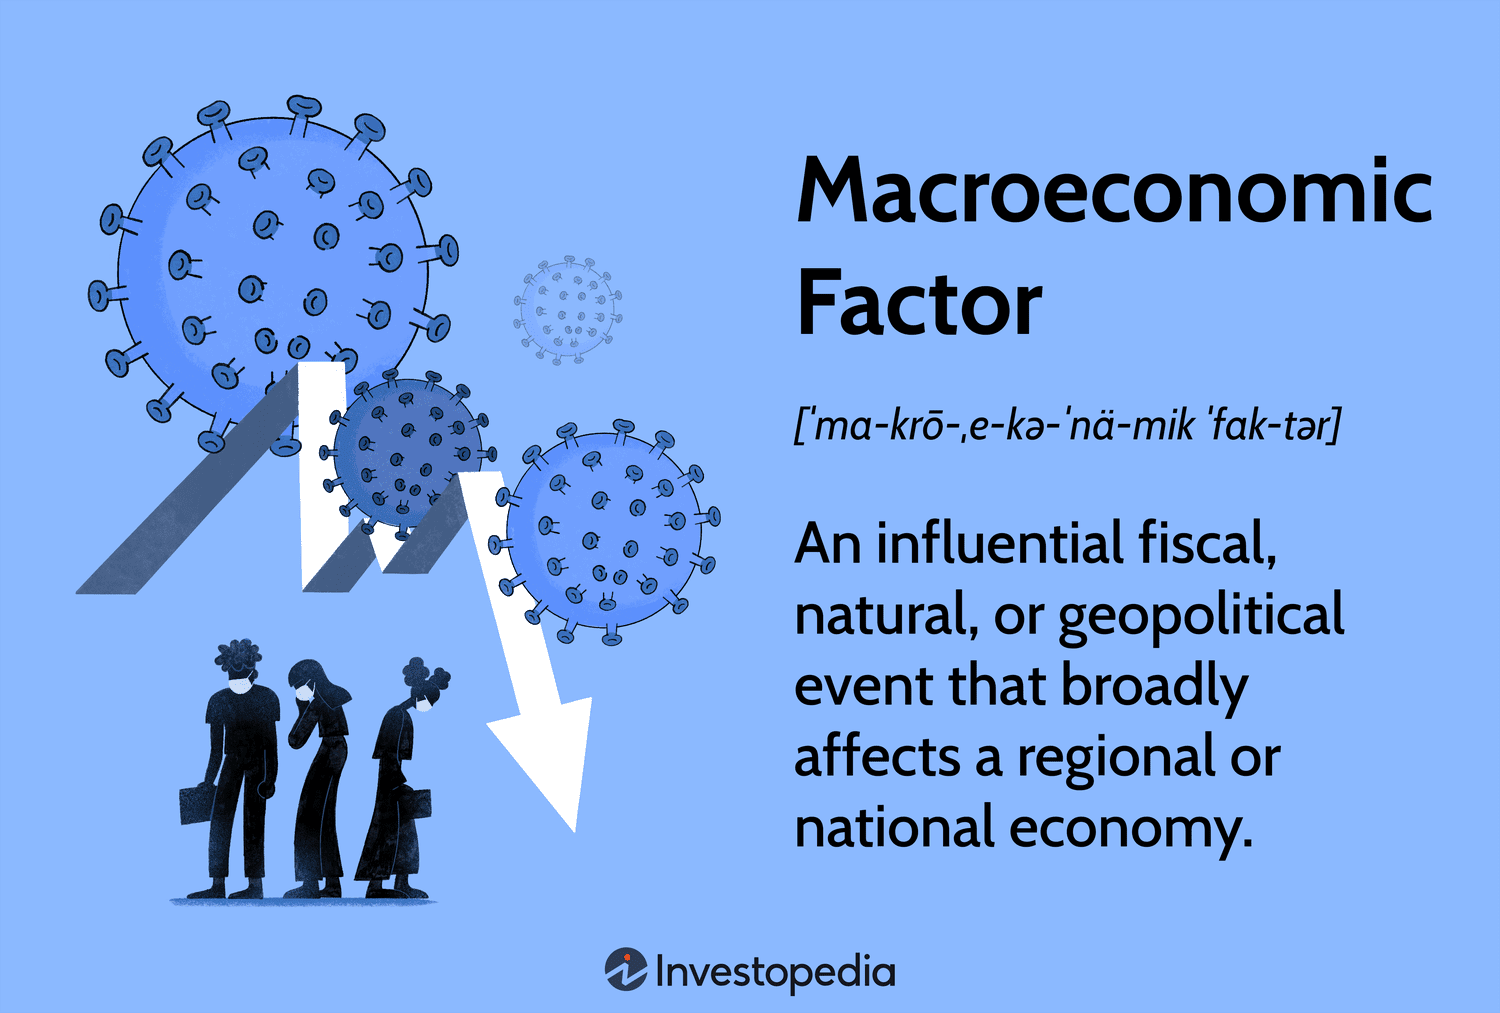 Macroeconomic
Factor
[ˈma-krō-ˌe-kə-ˈnä-mik ˈfak-tər]
An influential fiscal,
natural, or geopolitical
event that broadly
affects a regional or
national economy.
Investopedia